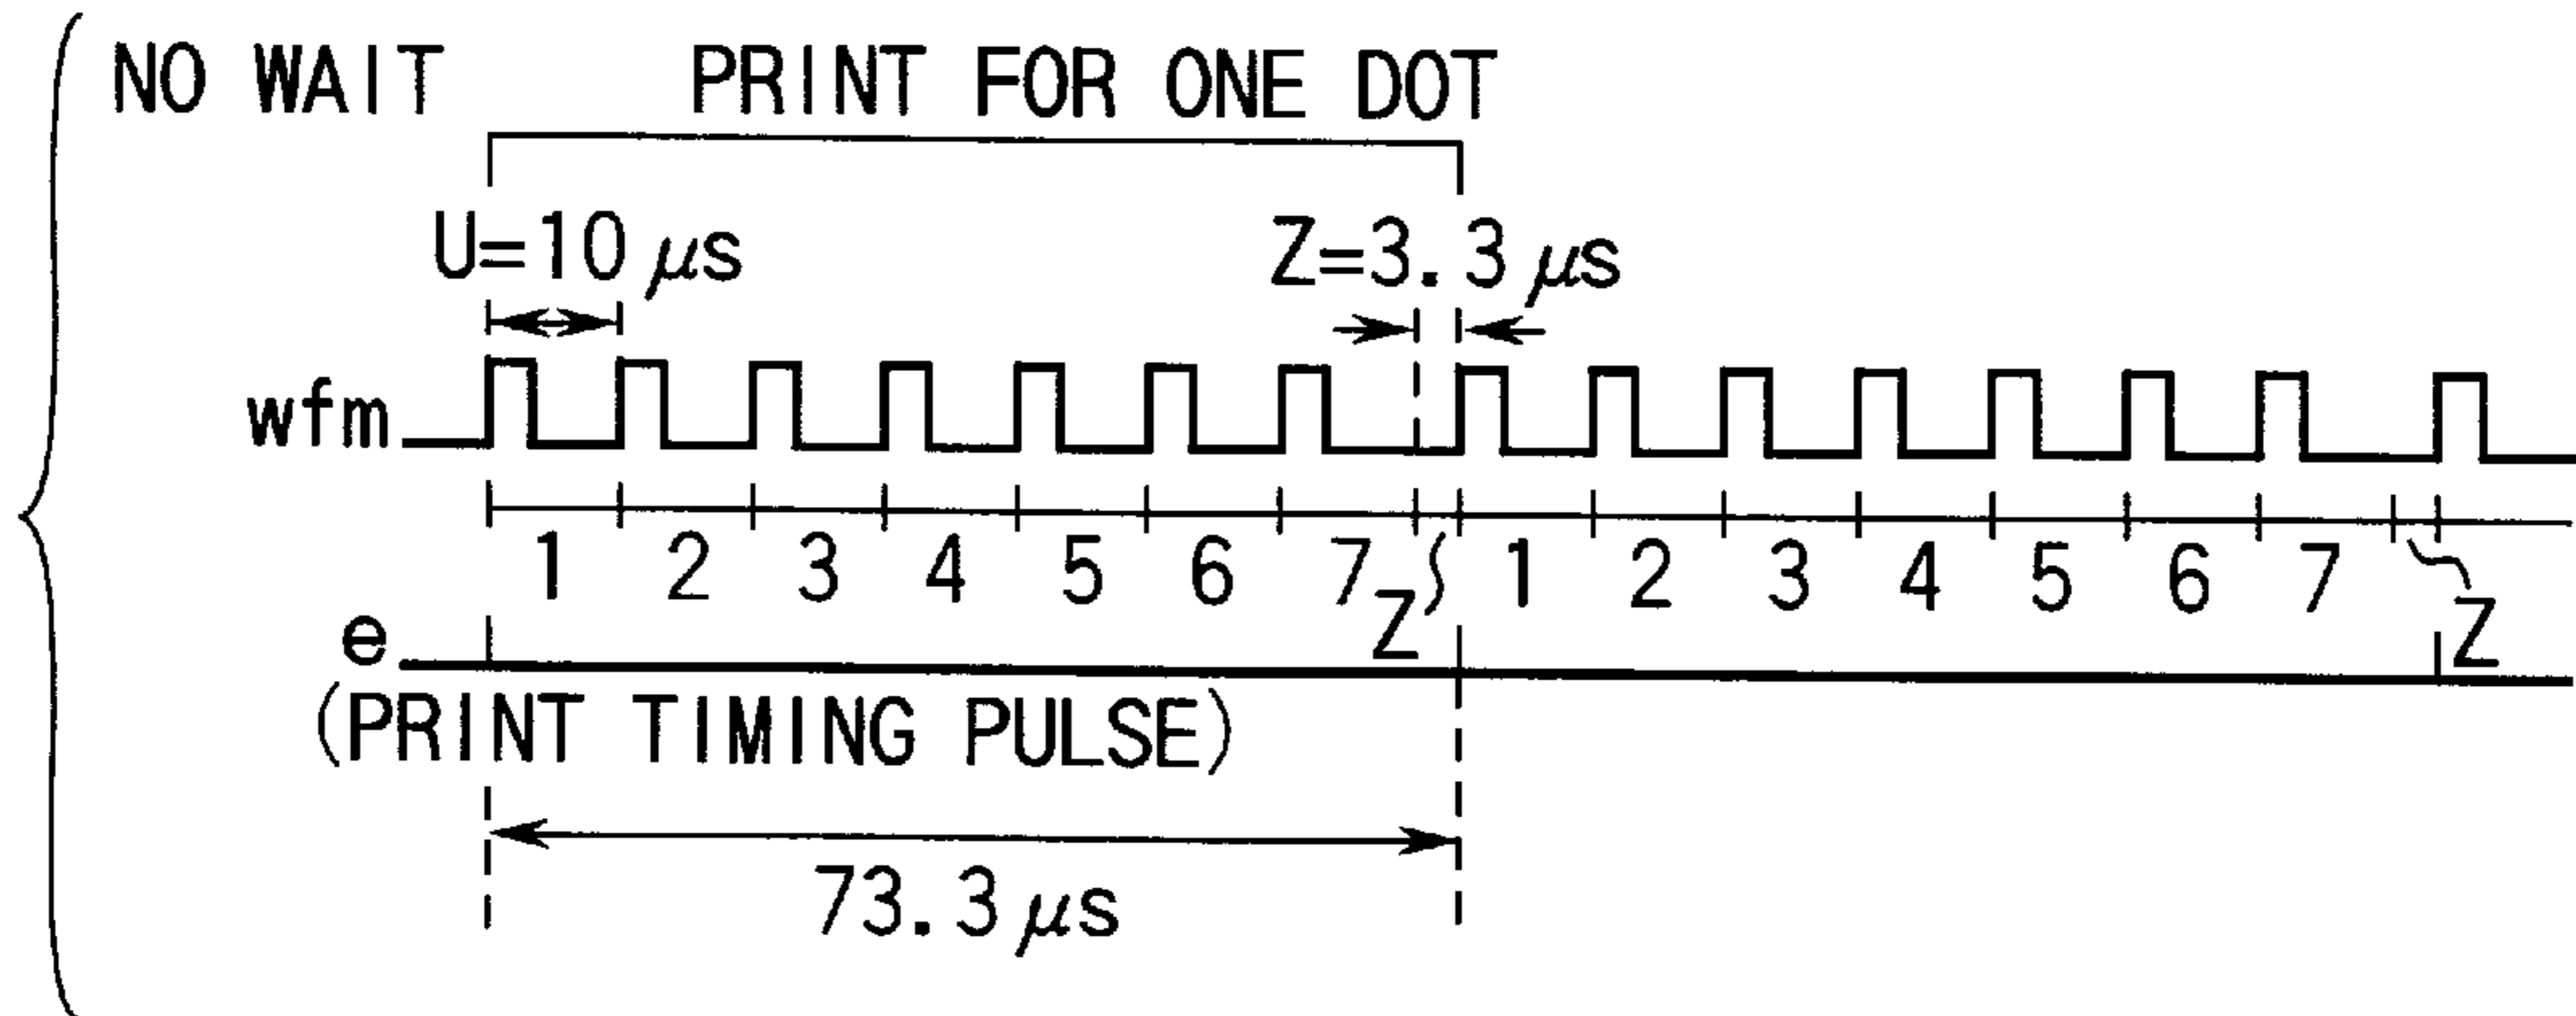 NO WAIT PRINT FOR ONE DOT
U=10 μs Z=3.3 μs
wfm
1 2 3 4 5 6 7 Z 1 2 3 4 5 6 7 Z
e
(PRINT TIMING PULSE)
73.3 μs